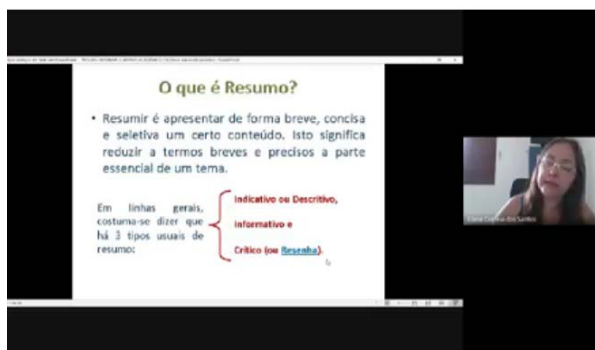 O que é Resumo?
• Resumir é apresentar de forma breve, concisa
e seletiva um certo conteúdo. Isto significa
reduzir a termos breves e precisos a parte
essencial de um tema.
Em linhas gerais,
costuma-se dizer que
há 3 tipos usuais de
resumo:
Indicativo ou Descritivo,
Informativo e
Crítico (ou Resenha).
dos Santos